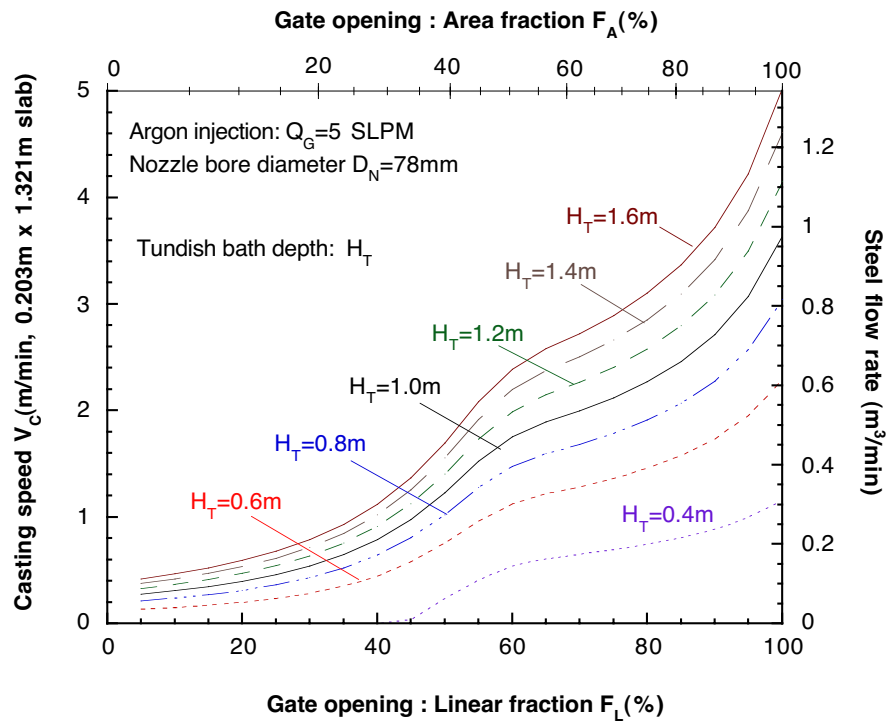 Gate opening : Area fraction F_A(%)
0 20 40 50 60 74 100
Casting speed V_C(m/min, 0.203m x 1.321m slab)
5
4
3
2
1
0
Argon injection: Q_G=5 SLPM
Nozzle bore diameter D_N=78mm
Tundish bath depth: H_T
H_T=1.6m
H_T=1.4m
H_T=1.2m
H_T=1.0m
H_T=0.8m
H_T=0.6m
H_T=0.4m
1.2
1
0.8
0.6
0.4
0.2
0
Steel flow rate (m³/min)
0 20 40 60 80 100
Gate opening : Linear fraction F_L(%)